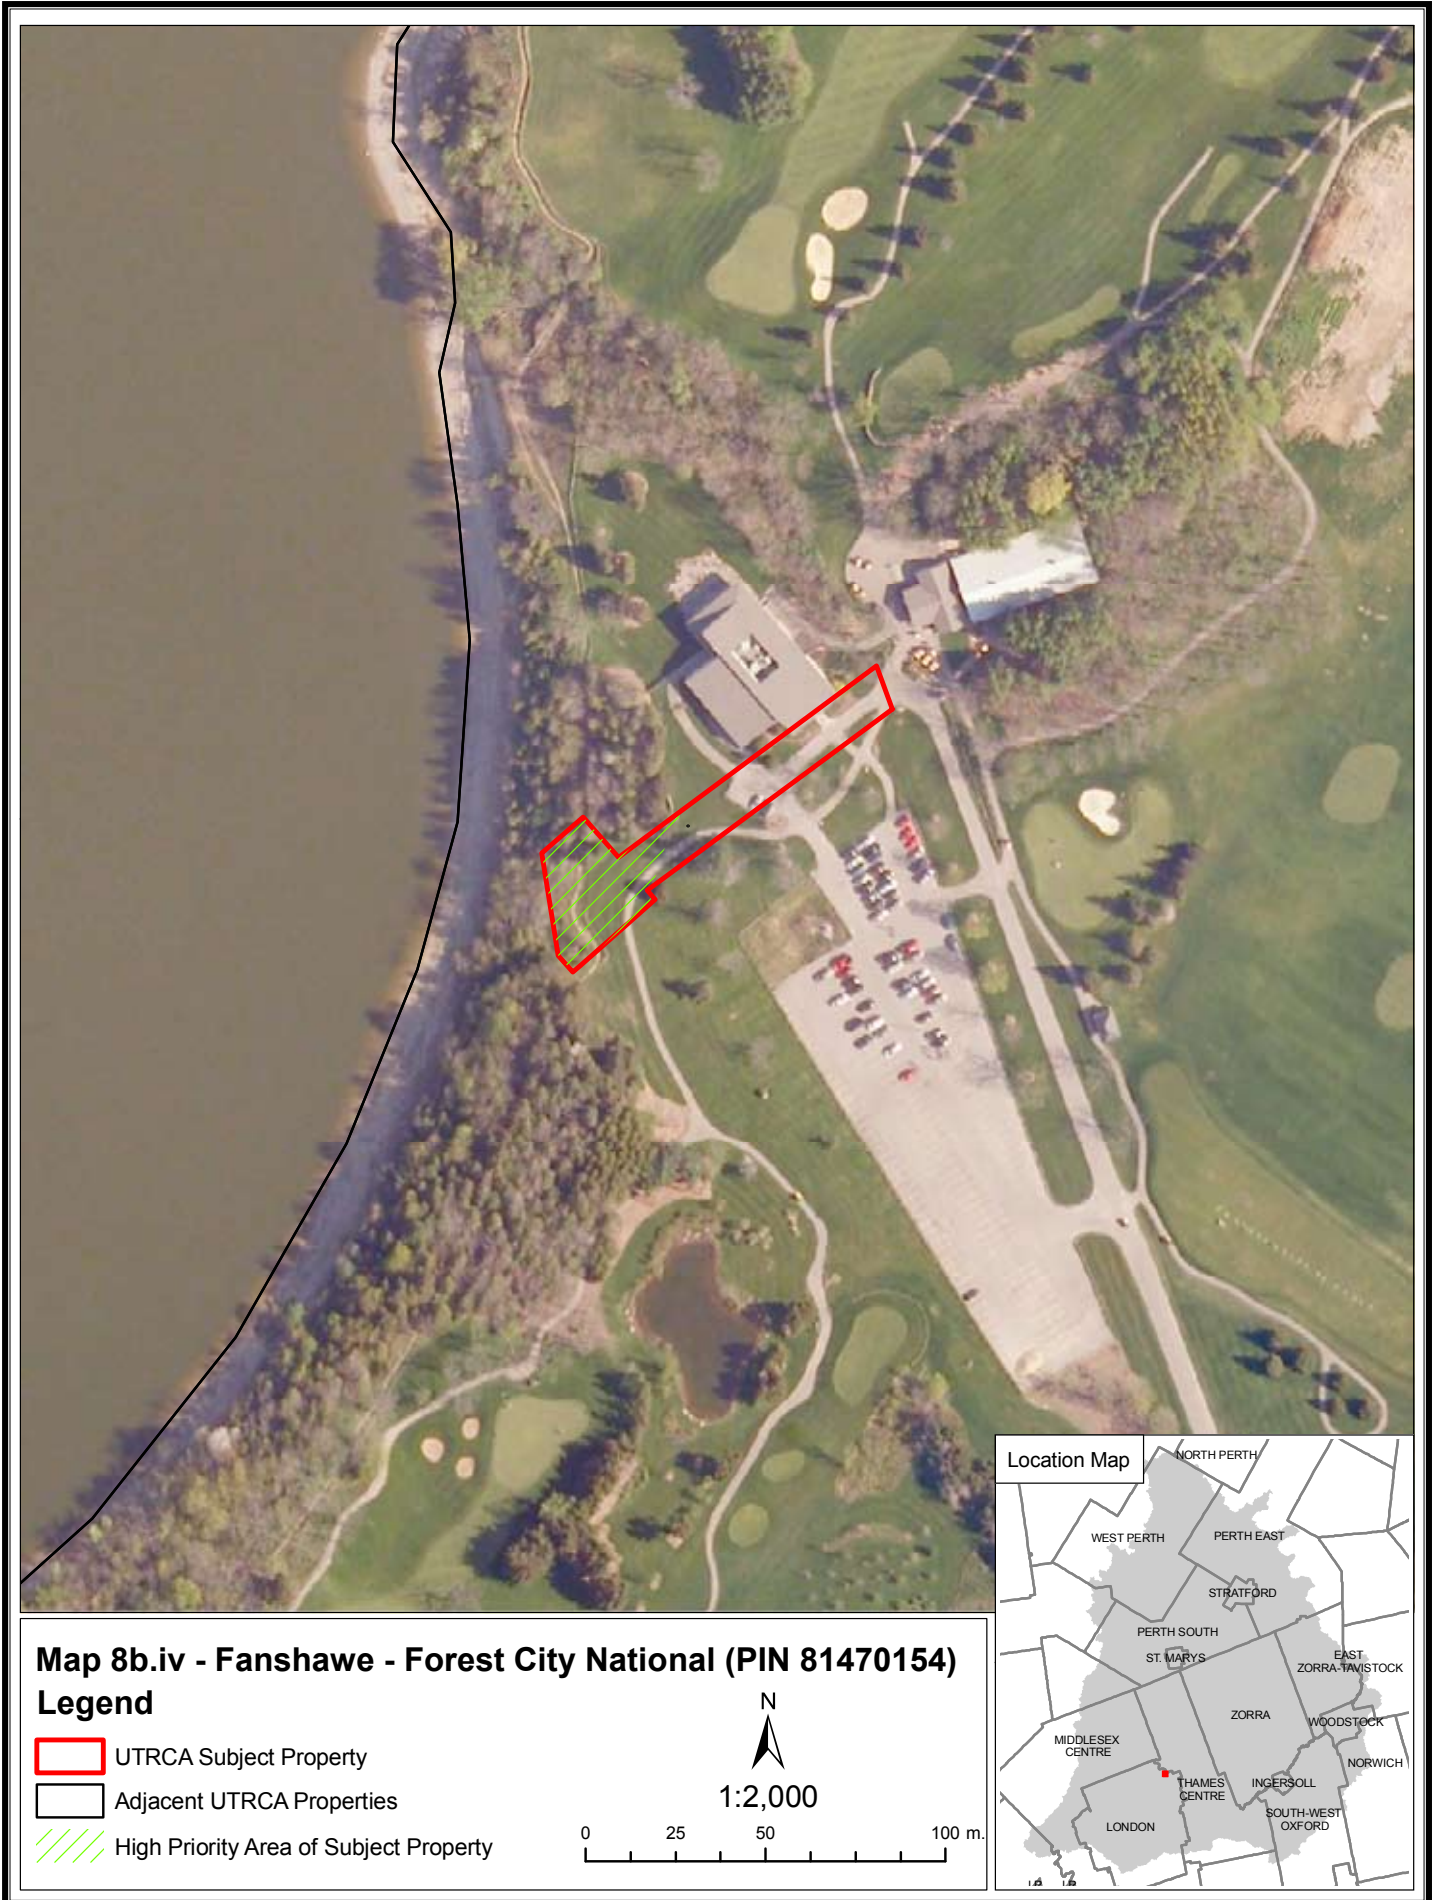 Location Map
NORTH PERTH
WEST PERTH
PERTH EAST
STRATFORD
PERTH SOUTH
ST. MARYS
EAST
ZORRA-TAVISTOCK
ZORRA
WOODSTOCK
MIDDLESEX
CENTRE
NORWICH
THAMES
CENTRE
INGERSOLL
SOUTH-WEST
OXFORD
LONDON
Map 8b.iv - Fanshawe - Forest City National (PIN 81470154)
Legend
UTRCA Subject Property
Adjacent UTRCA Properties
High Priority Area of Subject Property
N
1:2,000
0 25 50 100 m.